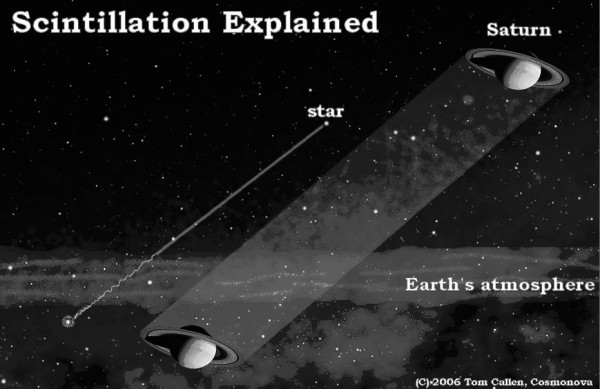 Scintillation Explained
Saturn
star
Earth's atmosphere
(C) 2006 Tom Callen, Cosmonova